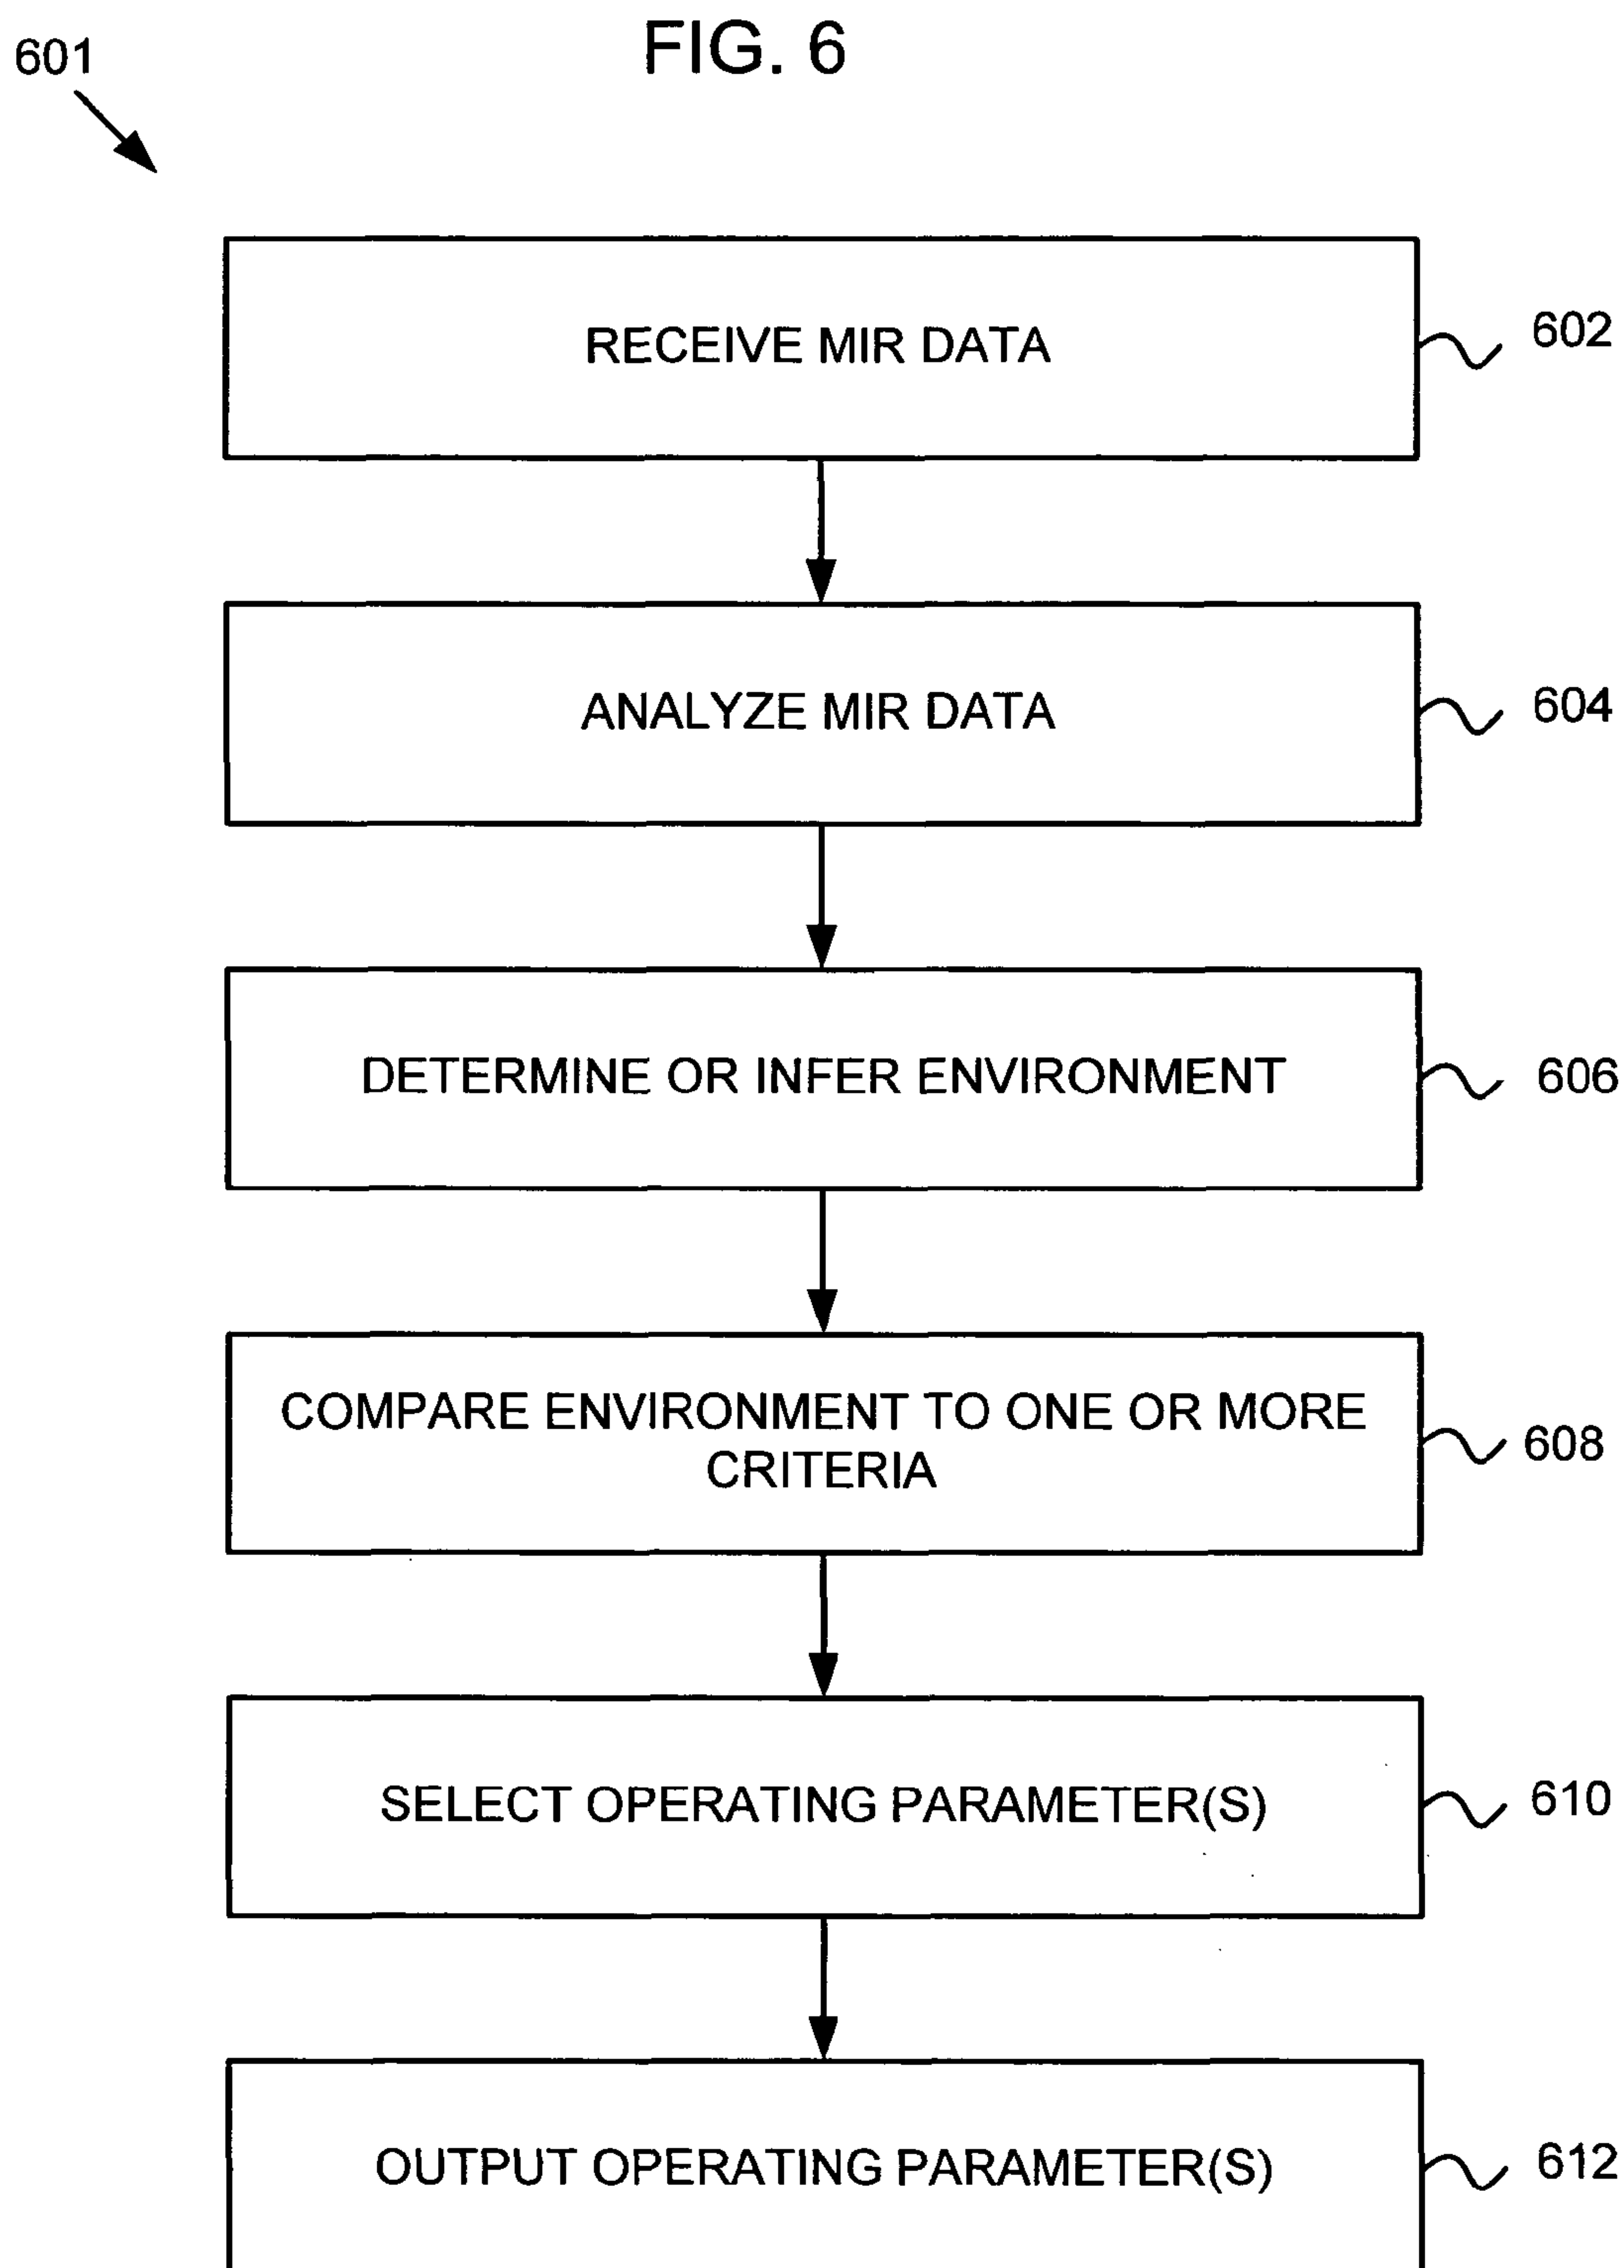 FIG. 6
601
RECEIVE MIR DATA
602
ANALYZE MIR DATA
604
DETERMINE OR INFER ENVIRONMENT
606
COMPARE ENVIRONMENT TO ONE OR MORE
CRITERIA
608
SELECT OPERATING PARAMETER(S)
610
OUTPUT OPERATING PARAMETER(S)
612